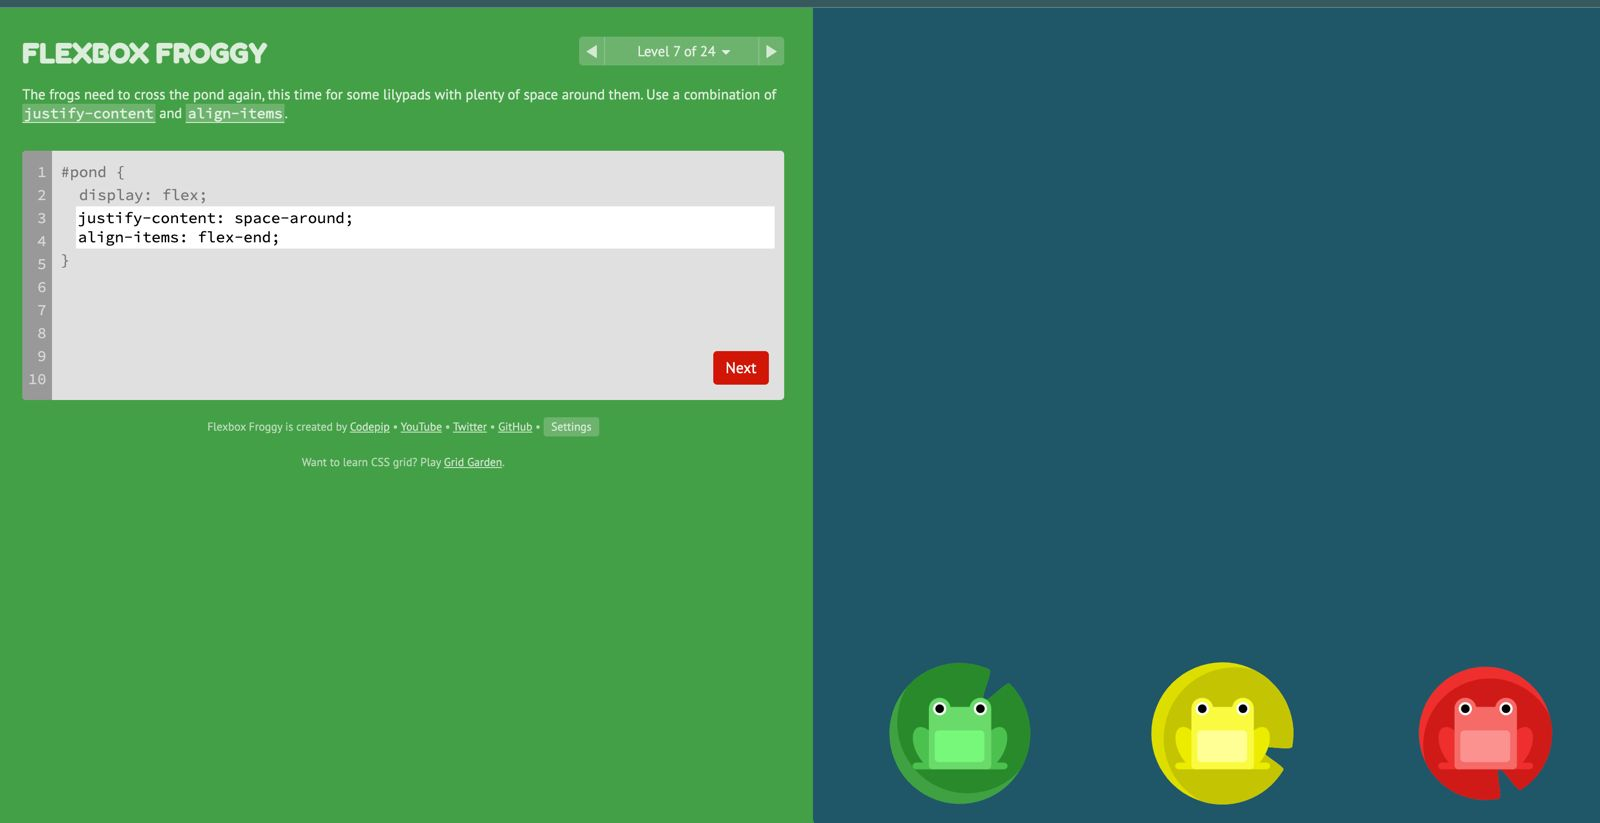 FLEXBOX FROGGY
Level 7 of 24
The frogs need to cross the pond again, this time for some lilypads with plenty of space around them. Use a combination of
justify-content and align-items.
1 #pond {
2 display: flex;
3 justify-content: space-around;
4 align-items: flex-end;
5 }
6
7
8
9
10
Next
Flexbox Froggy is created by Codepip • YouTube • Twitter • GitHub • Settings
Want to learn CSS grid? Play Grid Garden.